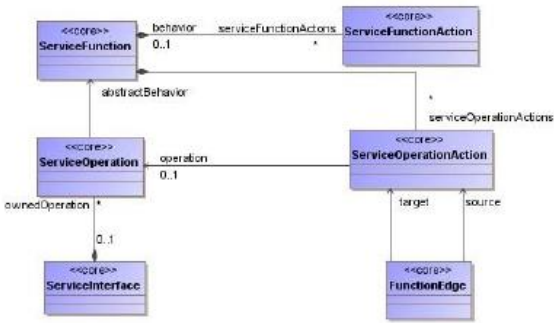 <<core>>
ServiceFunction
behavior
0..1
serviceFunctionActons
*
<<core>>
ServiceFunctionAction
abstractBehavior
*
serviceOperationActions
<<core>>
ServiceOperation
operation
0..1
<<core>>
ServiceOperationAction
ownedOperation *
target
source
0..1
<<core>>
ServiceInterface
<<core>>
FunctionEdge